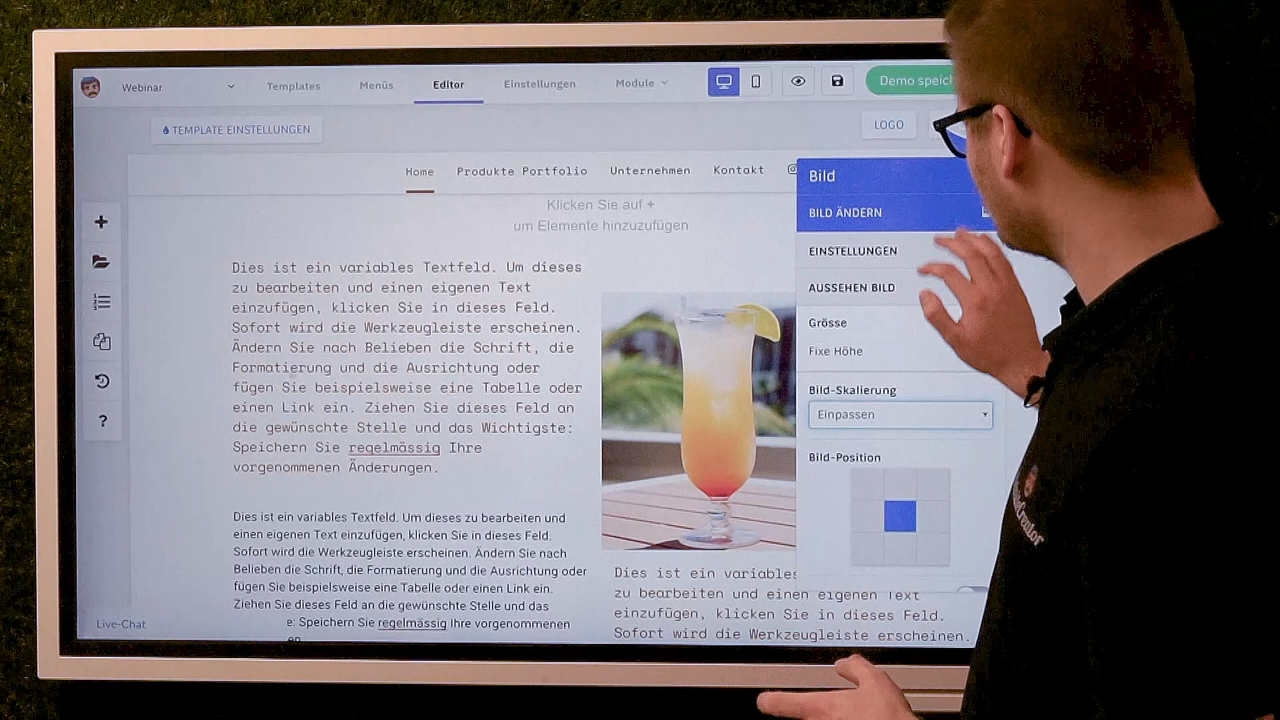 Webinar
Templates
Menüs
Editor
Einstellungen
Module
Demo speic
TEMPLATE EINSTELLUNGEN
LOGO
Home
Produkte Portfolio
Unternehmen
Kontakt
Klicken Sie auf +
um Elemente hinzuzufügen
Dies ist ein variables Textfeld. Um dieses
zu bearbeiten und einen eigenen Text
einzufügen, klicken Sie in dieses Feld.
Sofort wird die Werkzeugleiste erscheinen.
Ändern Sie nach Belieben die Schrift, die
Formatierung und die Ausrichtung oder
fügen Sie beispielsweise eine Tabelle oder
einen Link ein. Ziehen Sie dieses Feld an
die gewünschte Stelle und das Wichtigste:
Speichern Sie regelmässig Ihre
vorgenommenen Änderungen.
Dies ist ein variables Textfeld. Um dieses zu bearbeiten und
einen eigenen Text einzufügen, klicken Sie in dieses Feld.
Sofort wird die Werkzeugleiste erscheinen. Ändern Sie nach
Belieben die Schrift, die Formatierung und die Ausrichtung oder
fügen Sie beispielsweise eine Tabelle oder einen Link ein.
Ziehen Sie dieses Feld an die gewünschte Stelle und das
e: Speichern Sie regelmässig Ihre vorgenommenen
en
Live-Chat
Bild
BILD ÄNDERN
EINSTELLUNGEN
AUSSEHEN BILD
Grösse
Fixe Höhe
Bild-Skalierung
Einpassen
Bild-Position
Dies ist ein variables
zu bearbeiten und einen eigenen Text
einzufügen, klicken Sie in dieses Feld.
Sofort wird die Werkzeugleiste erscheinen.
?